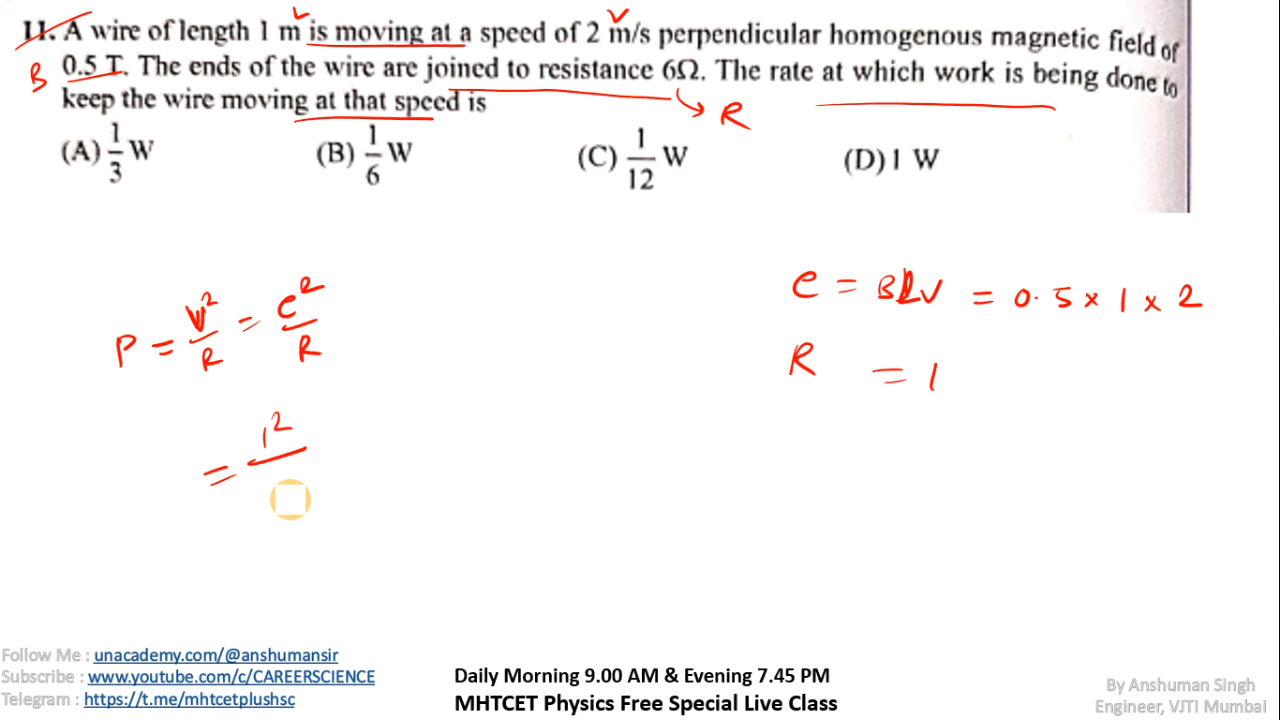 11. A wire of length 1 m is moving at a speed of 2 m/s perpendicular homogenous magnetic field of
B 0.5 T. The ends of the wire are joined to resistance 6Ω. The rate at which work is being done to
keep the wire moving at that speed is
R
(A) 1/3 W (B) 1/6 W (C) 1/12 W (D) 1 W
e = Blv = 0.5 × 1 × 2
P = V²/R = e²/R
R = 1
= 1²
Follow Me : unacademy.com/@anshumansir
Subscribe : www.youtube.com/c/CAREERSCIENCE
Telegram : https://t.me/mhtcetplushsc
Daily Morning 9.00 AM & Evening 7.45 PM
MHTCET Physics Free Special Live Class
By Anshuman Singh
Engineer, VJTI Mumbai